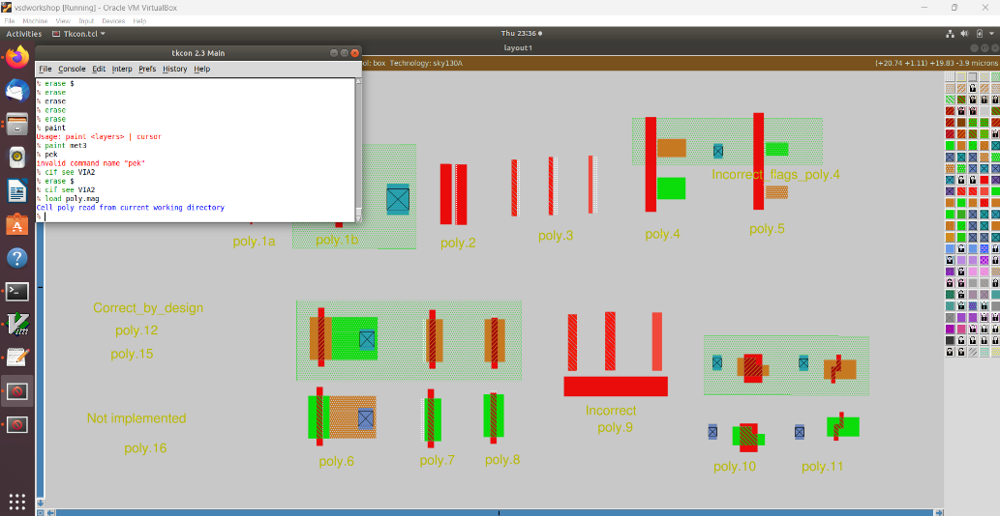 vsdworkshop [Running] - Oracle VM VirtualBox
File Machine View Input Devices Help
Activities Tkcon.tcl Thu 23:36
layout1
tkcon 2.3 Main
ol: box Technology: sky130A (+20.74 +1.11) +19.83 -3.9 microns
File Console Edit Interp Prefs History Help
% erase $
% erase
% erase
% erase
% erase
% paint
Usage: paint <layers> | cursor
% paint met3
% pek
invalid command name "pek"
% cif see VIA2
% erase $
% cif see VIA2
% load poly.mag
Cell poly read from current working directory
%
Incorrect_flags_poly.4
poly.1a
poly.1b
poly.2
poly.3
poly.4
poly.5
Correct_by_design
poly.12
poly.15
Not implemented
poly.16
poly.6
poly.7
poly.8
Incorrect
poly.9
poly.10
poly.11